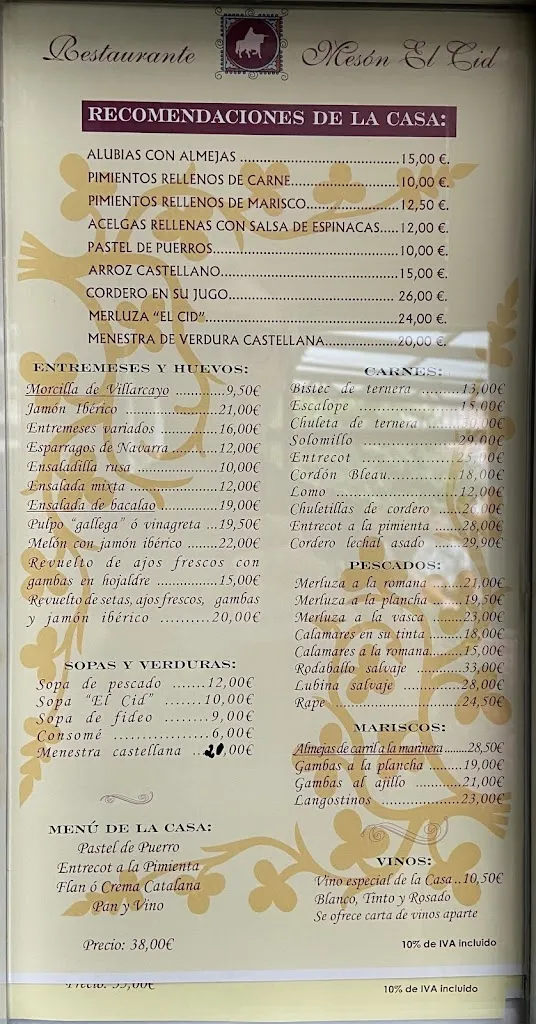 Restaurante Mesón El Cid
RECOMENDACIONES DE LA CASA:
ALUBIAS CON ALMEJAS ..........15,00 €.
PIMIENTOS RELLENOS DE CARNE..........10,00 €.
PIMIENTOS RELLENOS DE MARISCO..........12,50 €.
ACELGAS RELLENAS CON SALSA DE ESPINACAS.....12,00 €.
PASTEL DE PUERROS..........10,00 €.
ARROZ CASTELLANO..........15,00 €.
CORDERO EN SU JUGO.......... 26,00 €.
MERLUZA “EL CID”..........24,00 €.
MENESTRA DE VERDURA CASTELLANA..........20,00 €.
ENTREMESES Y HUEVOS:
Morcilla de Villarcayo ..........9,50€
Jamón Ibérico ..........21,00€
Entremeses variados ..........16,00€
Esparragos de Navarra ..........12,00€
Ensaladilla rusa ..........10,00€
Ensalada mixta ..........12,00€
Ensalada de bacalao ..........19,00€
Pulpo “gallega” ó vinagreta ...19,50€
Melón con jamón ibérico ........22,00€
Revuelto de ajos frescos con
gambas en hojaldre ..........15,00€
Revuelto de setas, ajos frescos, gambas
y jamón ibérico .........20,00€
SOPAS Y VERDURAS:
Sopa de pescado .......12,00€
Sopa “El Cid” .......10,00€
Sopa de fideo ........9,00€
Consomé ..........6,00€
Menestra castellana ...20,00€
MENÚ DE LA CASA:
Pastel de Puerro
Entrecot a la Pimienta
Flan ó Crema Catalana
Pan y Vino
Precio: 38,00€
CARNES:
Bistec de ternera ........13,00€
Escalope ..........15,00€
Chuleta de ternera
Solomillo ..........29,00€
Entrecot ..........25,00€
Cordón Bleau..........18,00€
Lomo ..........12,00€
Chuletillas de cordero .....26,00€
Entrecot a la pimienta .....28,00€
Cordero lechal asado .....29,90€
PESCADOS:
Merluza a la romana ......21,00€
Merluza a la plancha ......19,50€
Merluza a la vasca ........23,00€
Calamares en su tinta .....18,00€
Calamares a la romana.....15,00€
Rodaballo salvaje ........33,00€
Lubina salvaje ..........28,00€
Rape ..........24,50€
MARISCOS:
Almejas de carril a la marinera.......28,50€
Gambas a la plancha .......19,00€
Gambas al ajillo ........21,00€
Langostinos ..........23,00€
VINOS:
Vino especial de la Casa..10,50€
Blanco, Tinto y Rosado
Se ofrece carta de vinos aparte
10% de IVA incluido
10% de IVA incluido